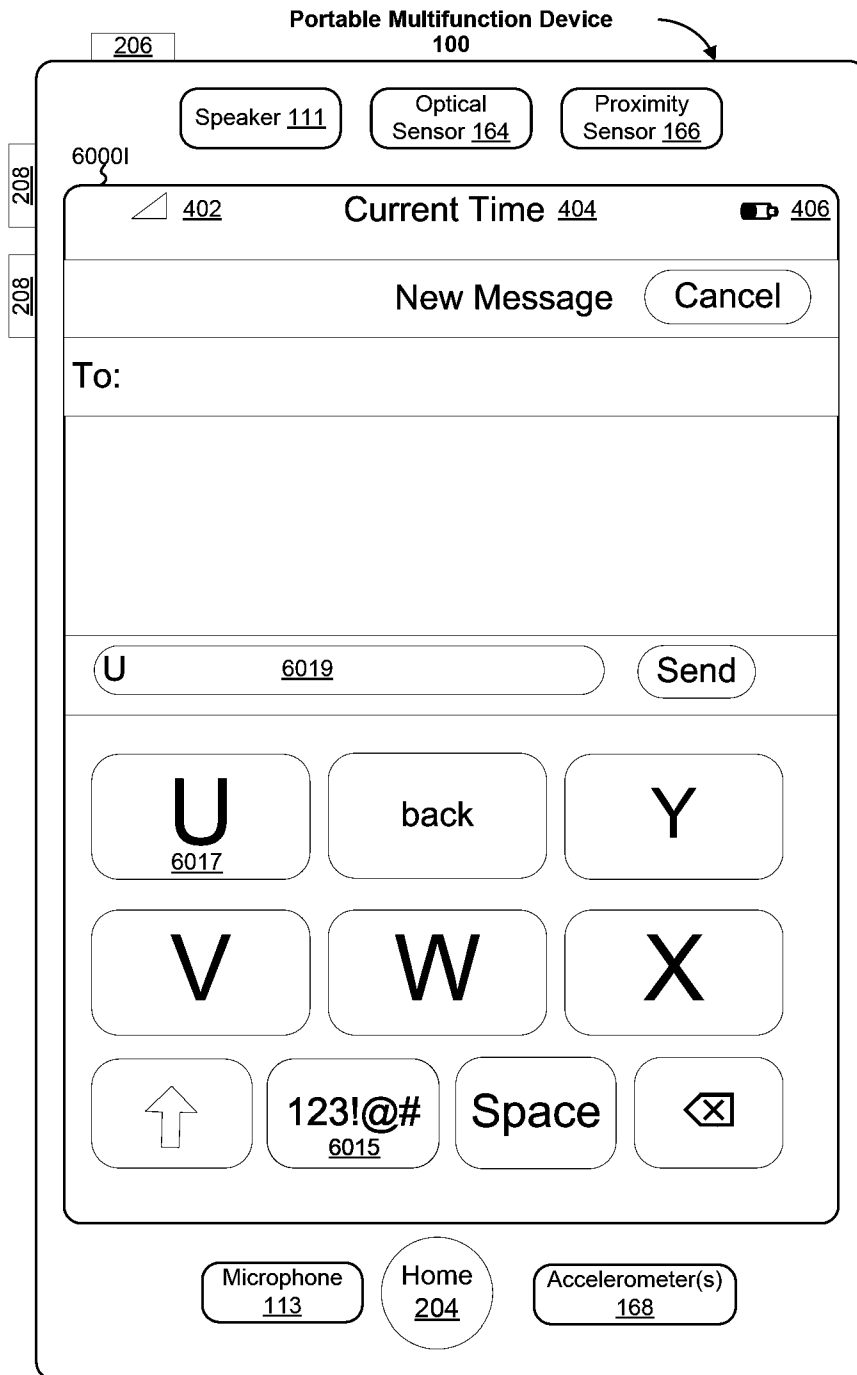 Portable Multifunction Device
100
206
Speaker 111
Optical
Sensor 164
Proximity
Sensor 166
208
6000I
402
Current Time 404
406
208
New Message
Cancel
To:
U
6019
Send
U
6017
back
Y
V
W
X
123!@#
6015
Space
Microphone
113
Home
204
Accelerometer(s)
168